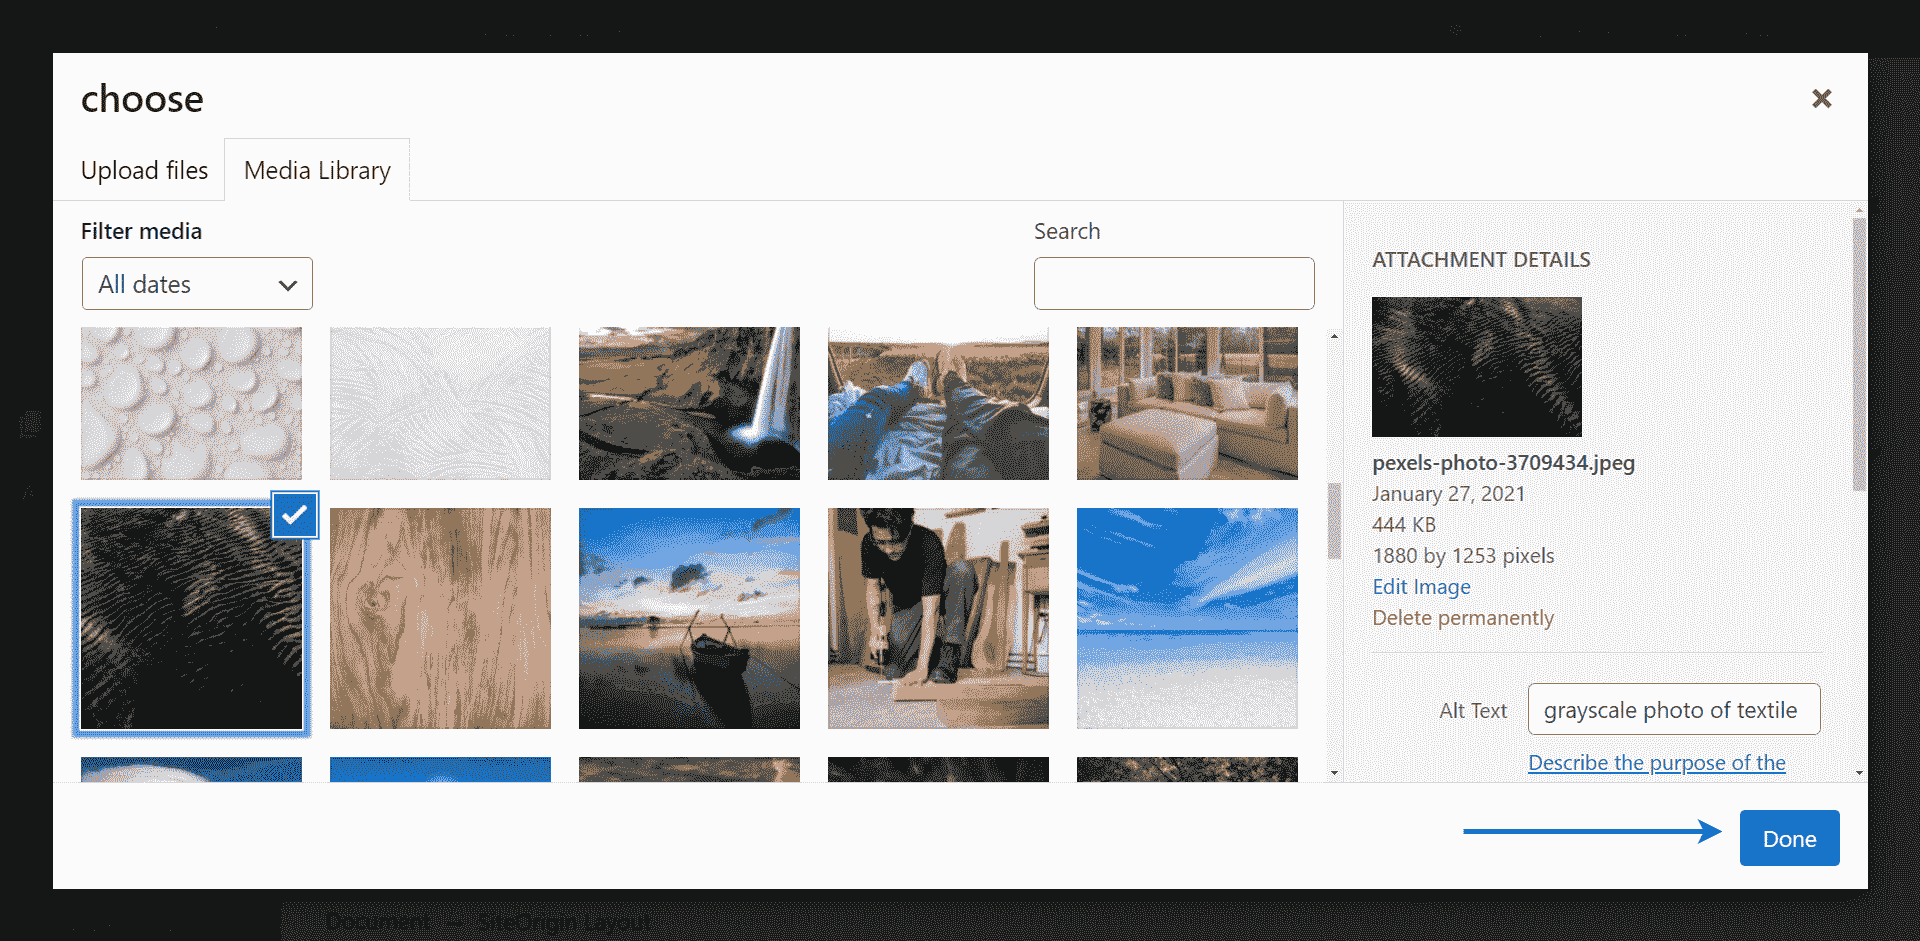 choose
Upload files
Media Library
Filter media
Search
All dates
ATTACHMENT DETAILS
pexels-photo-3709434.jpeg
January 27, 2021
444 KB
1880 by 1253 pixels
Edit Image
Delete permanently
Alt Text
grayscale photo of textile
Describe the purpose of the
Done
Document — SiteOrigin Layout